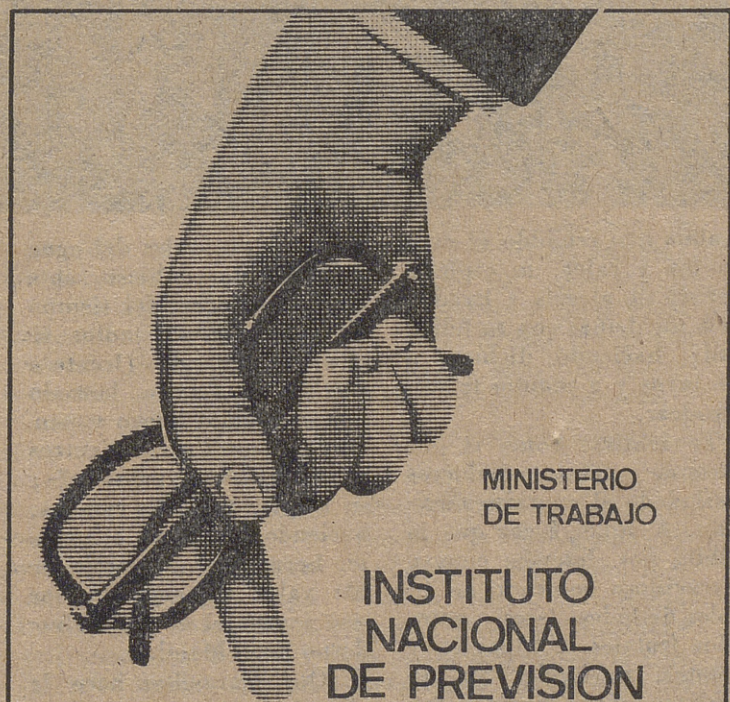 MINISTERIO
DE TRABAJO
INSTITUTO
NACIONAL
DE PREVISION